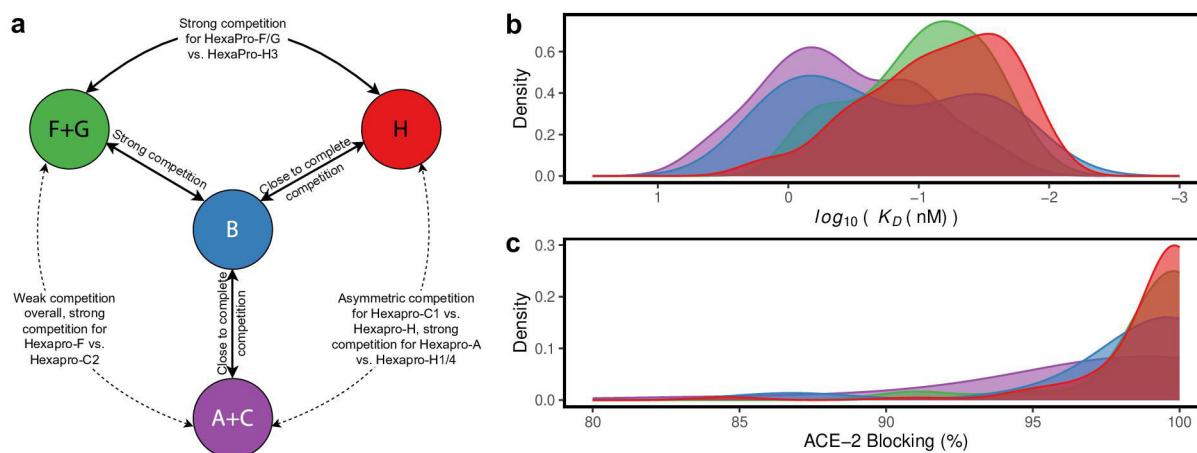 a
Strong competition
for HexaPro-F/G
vs. HexaPro-H3
F+G
H
Strong competition
Close to complete
competition
B
Close to complete
competition
Weak competition
overall, strong
competition for
Hexapro-F vs.
Hexapro-C2
Asymmetric competition
for Hexapro-C1 vs.
Hexapro-H, strong
competition for Hexapro-A
vs. Hexapro-H1/4
A+C
b
Density
0.6
0.4
0.2
0.0
1 0 −1 −2 −3
log10 ( KD ( nM) )
c
Density
0.3
0.2
0.1
0.0
80 85 90 95 100
ACE−2 Blocking (%)